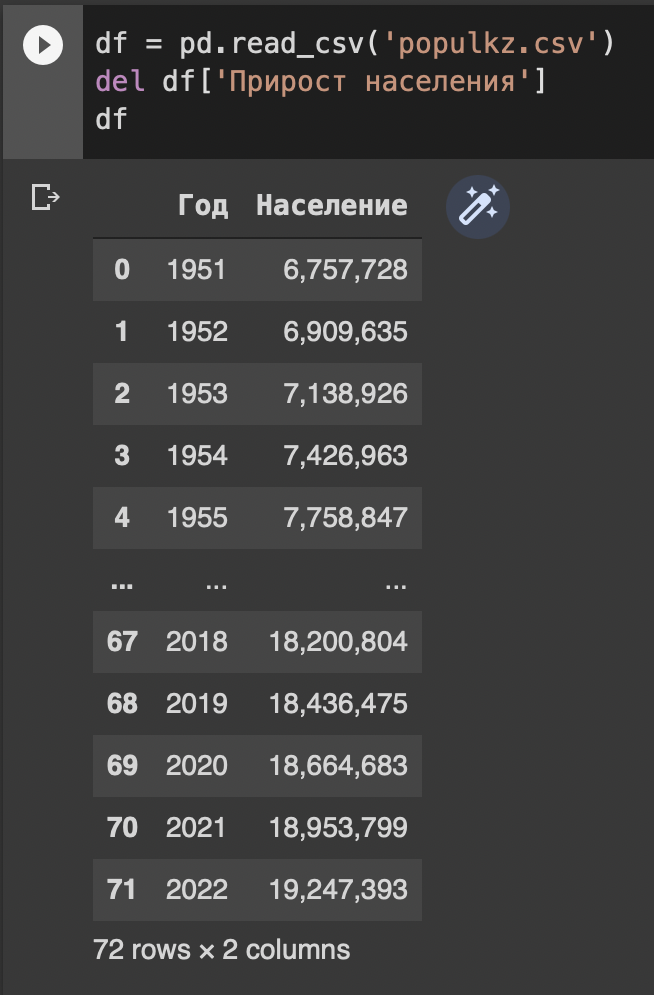 df = pd.read_csv('populkz.csv')
del df['Прирост населения']
df
Год Население
0 1951 6,757,728
1 1952 6,909,635
2 1953 7,138,926
3 1954 7,426,963
4 1955 7,758,847
... ... ...
67 2018 18,200,804
68 2019 18,436,475
69 2020 18,664,683
70 2021 18,953,799
71 2022 19,247,393
72 rows × 2 columns